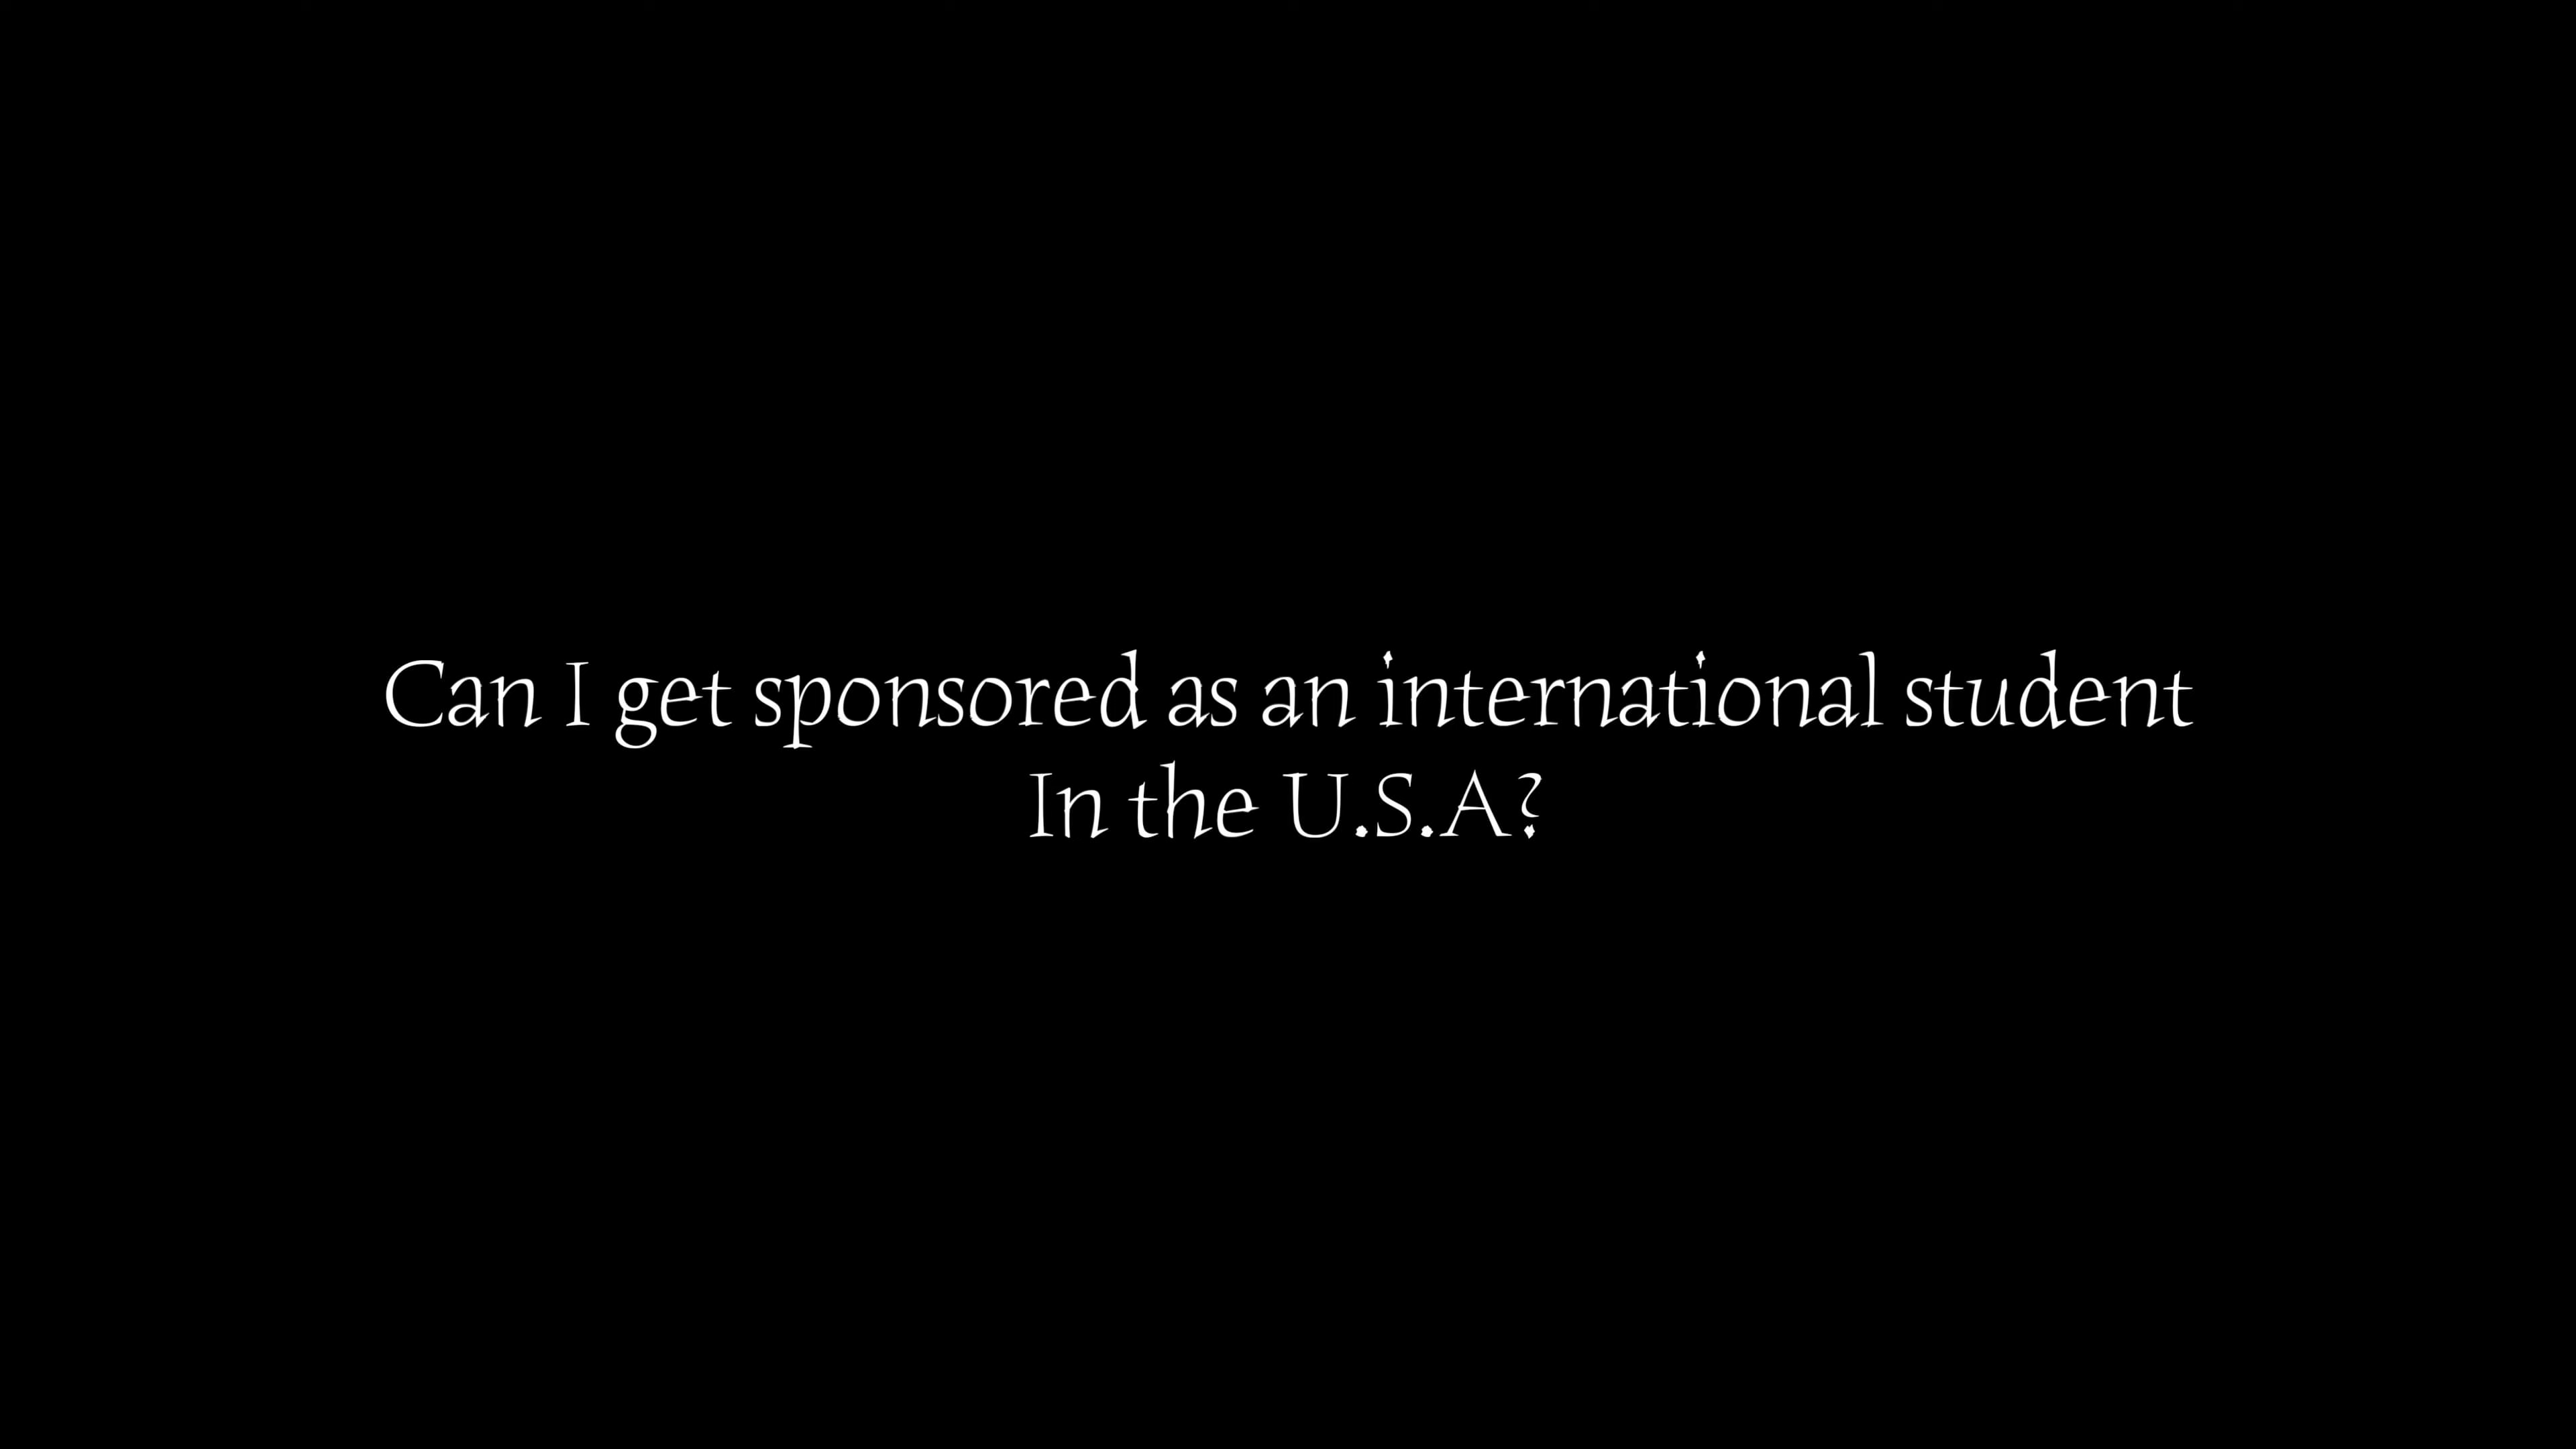 Can I get sponsored as an international student
In the U.S.A?